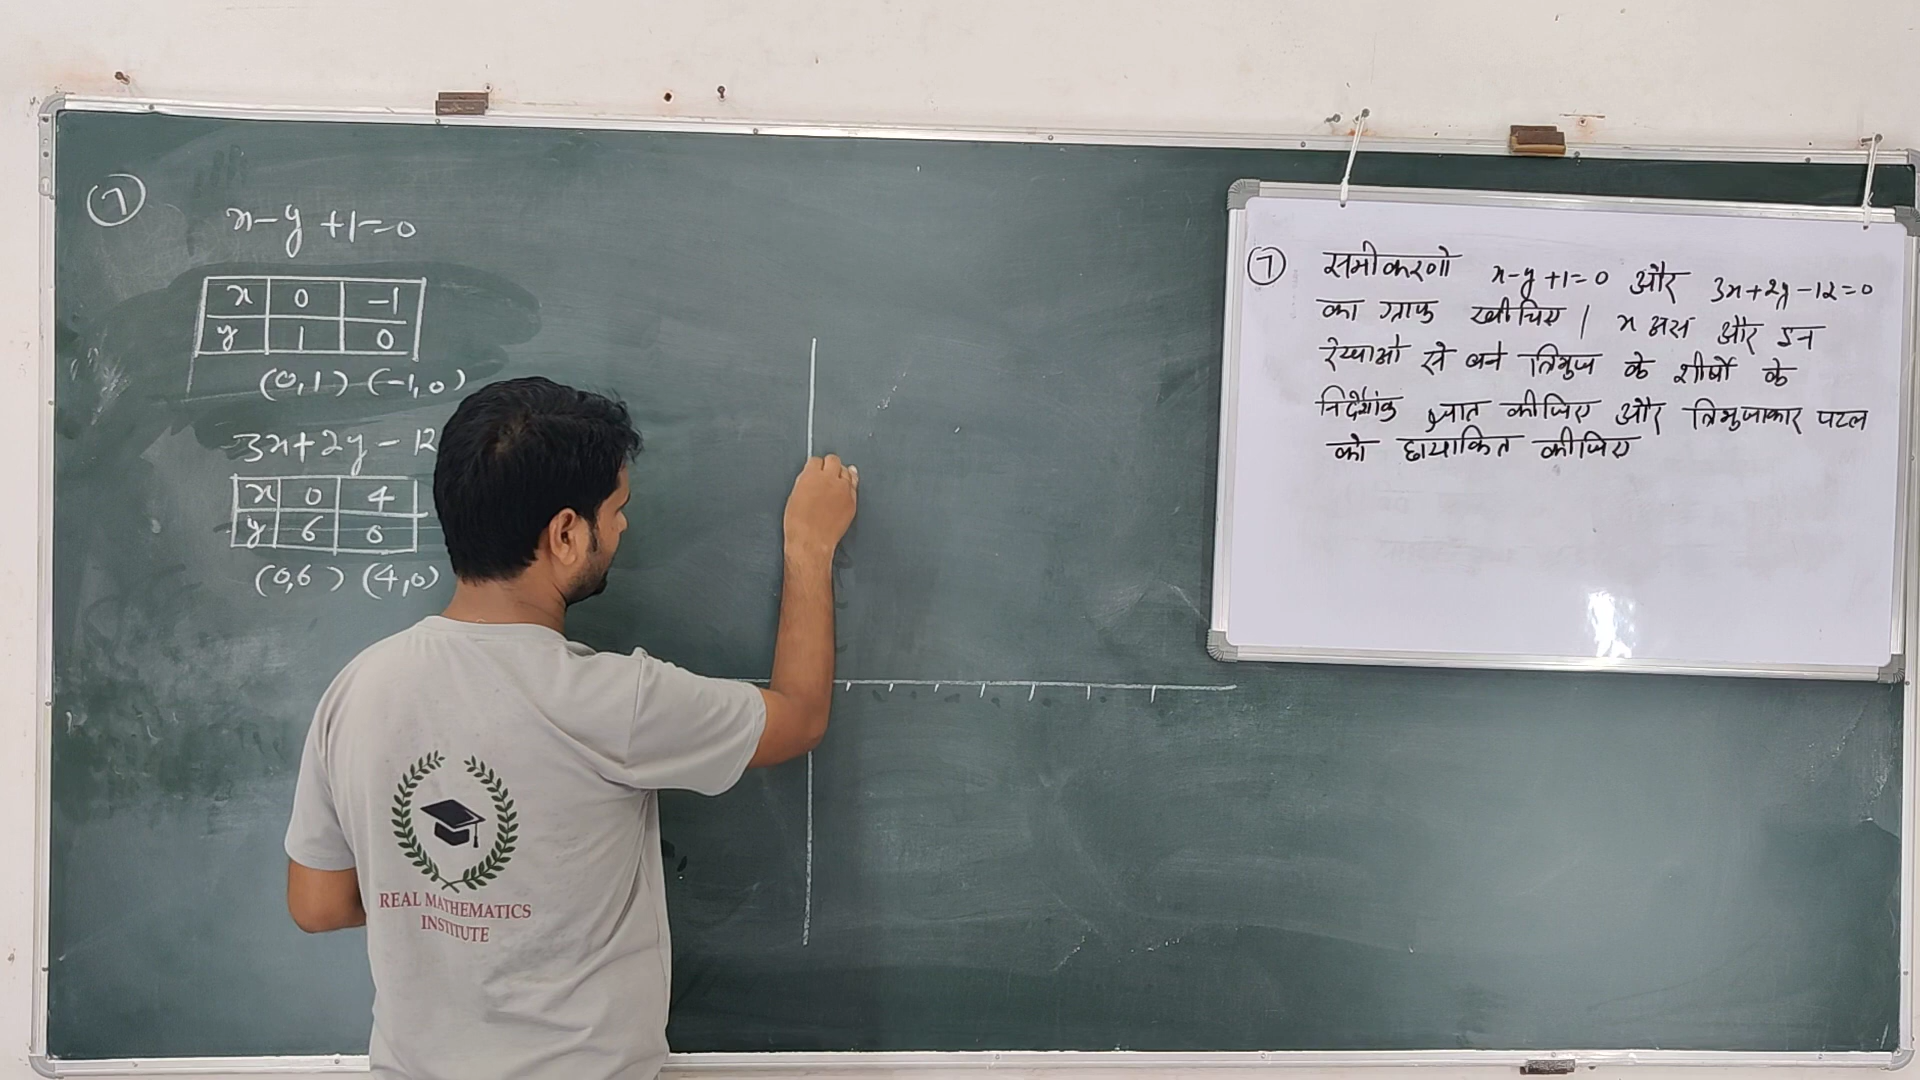 7
x-y+1=0
x 0 -1
y 1 0
(0,1) (-1,0)
3x+2y-12
x 0 4
y 6 0
(0,6) (4,0)
7 समीकरणो x-y+1=0 और 3x+2y-12=0
का ग्राफ खीचिए। x अक्ष और इन
रेखाओ से बने त्रिभुज के शीर्षो के
निर्देशांक ज्ञात कीजिए और त्रिभुजाकार पटल
को छायाकित कीजिए
REAL MATHEMATICS
INSTITUTE